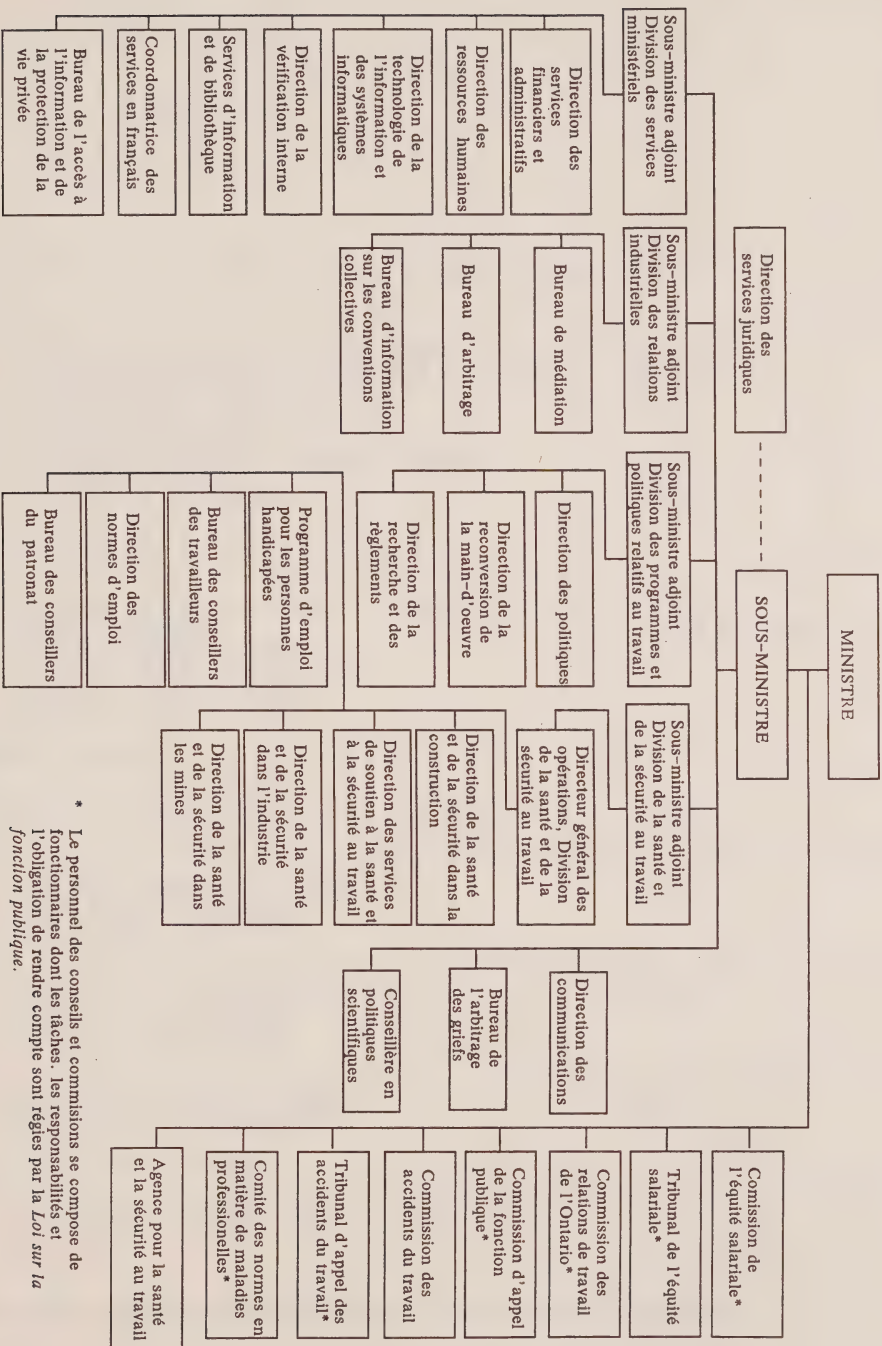 MINISTRE
SOUS-MINISTRE
Direction des
services juridiques
Sous-ministre adjoint
Division des services
ministériels
Direction des
services
financiers et
administratifs
Direction des
ressources humaines
Direction de la
technologie de
l'information et
des systèmes
informatiques
Direction de la
vérification interne
Services d'information
et de bibliothèque
Coordonnatrice des
services en français
Bureau de l'accès à
l'information et de
la protection de la
vie privée
Sous-ministre adjoint
Division des relations
industrielles
Bureau de médiation
Bureau d'arbitrage
Bureau d'information
sur les conventions
collectives
Sous-ministre adjoint
Division des programmes et
politiques relatifs au travail
Direction des politiques
Direction de la
reconversion de
la main-d'oeuvre
Direction de la
recherche et des
règlements
Programme d'emploi
pour les personnes
handicapées
Bureau des conseillers
des travailleurs
Direction des
normes d'emploi
Bureau des conseillers
du patronat
Sous-ministre adjoint
Division de la santé et
de la sécurité au travail
Directeur général des
opérations, Division
de la santé et de la
sécurité au travail
Direction de la santé
et de la sécurité dans la
construction
Direction des services
de soutien à la santé et
à la sécurité au travail
Direction de la santé
et de la sécurité
dans l'industrie
Direction de la santé
et de la sécurité dans
les mines
Direction des
communications
Bureau de
l'arbitrage
des griefs
Conseillère en
politiques
scientifiques
Comission de
l'équité salariale*
Tribunal de l'équité
salariale*
Commission des
relations de travail
de l'Ontario*
Commission d'appel
de la fonction
publique*
Commission des
accidents du travail
Tribunal d'appel des
accidents du travail*
Comité des normes en
matière de maladies
professionelles*
Agence pour la santé
et la sécurité au travail
* Le personnel des conseils et commisions se compose de
fonctionnaires dont les tâches. les responsabilités et
l'obligation de rendre compte sont régies par la Loi sur la
fonction publique.